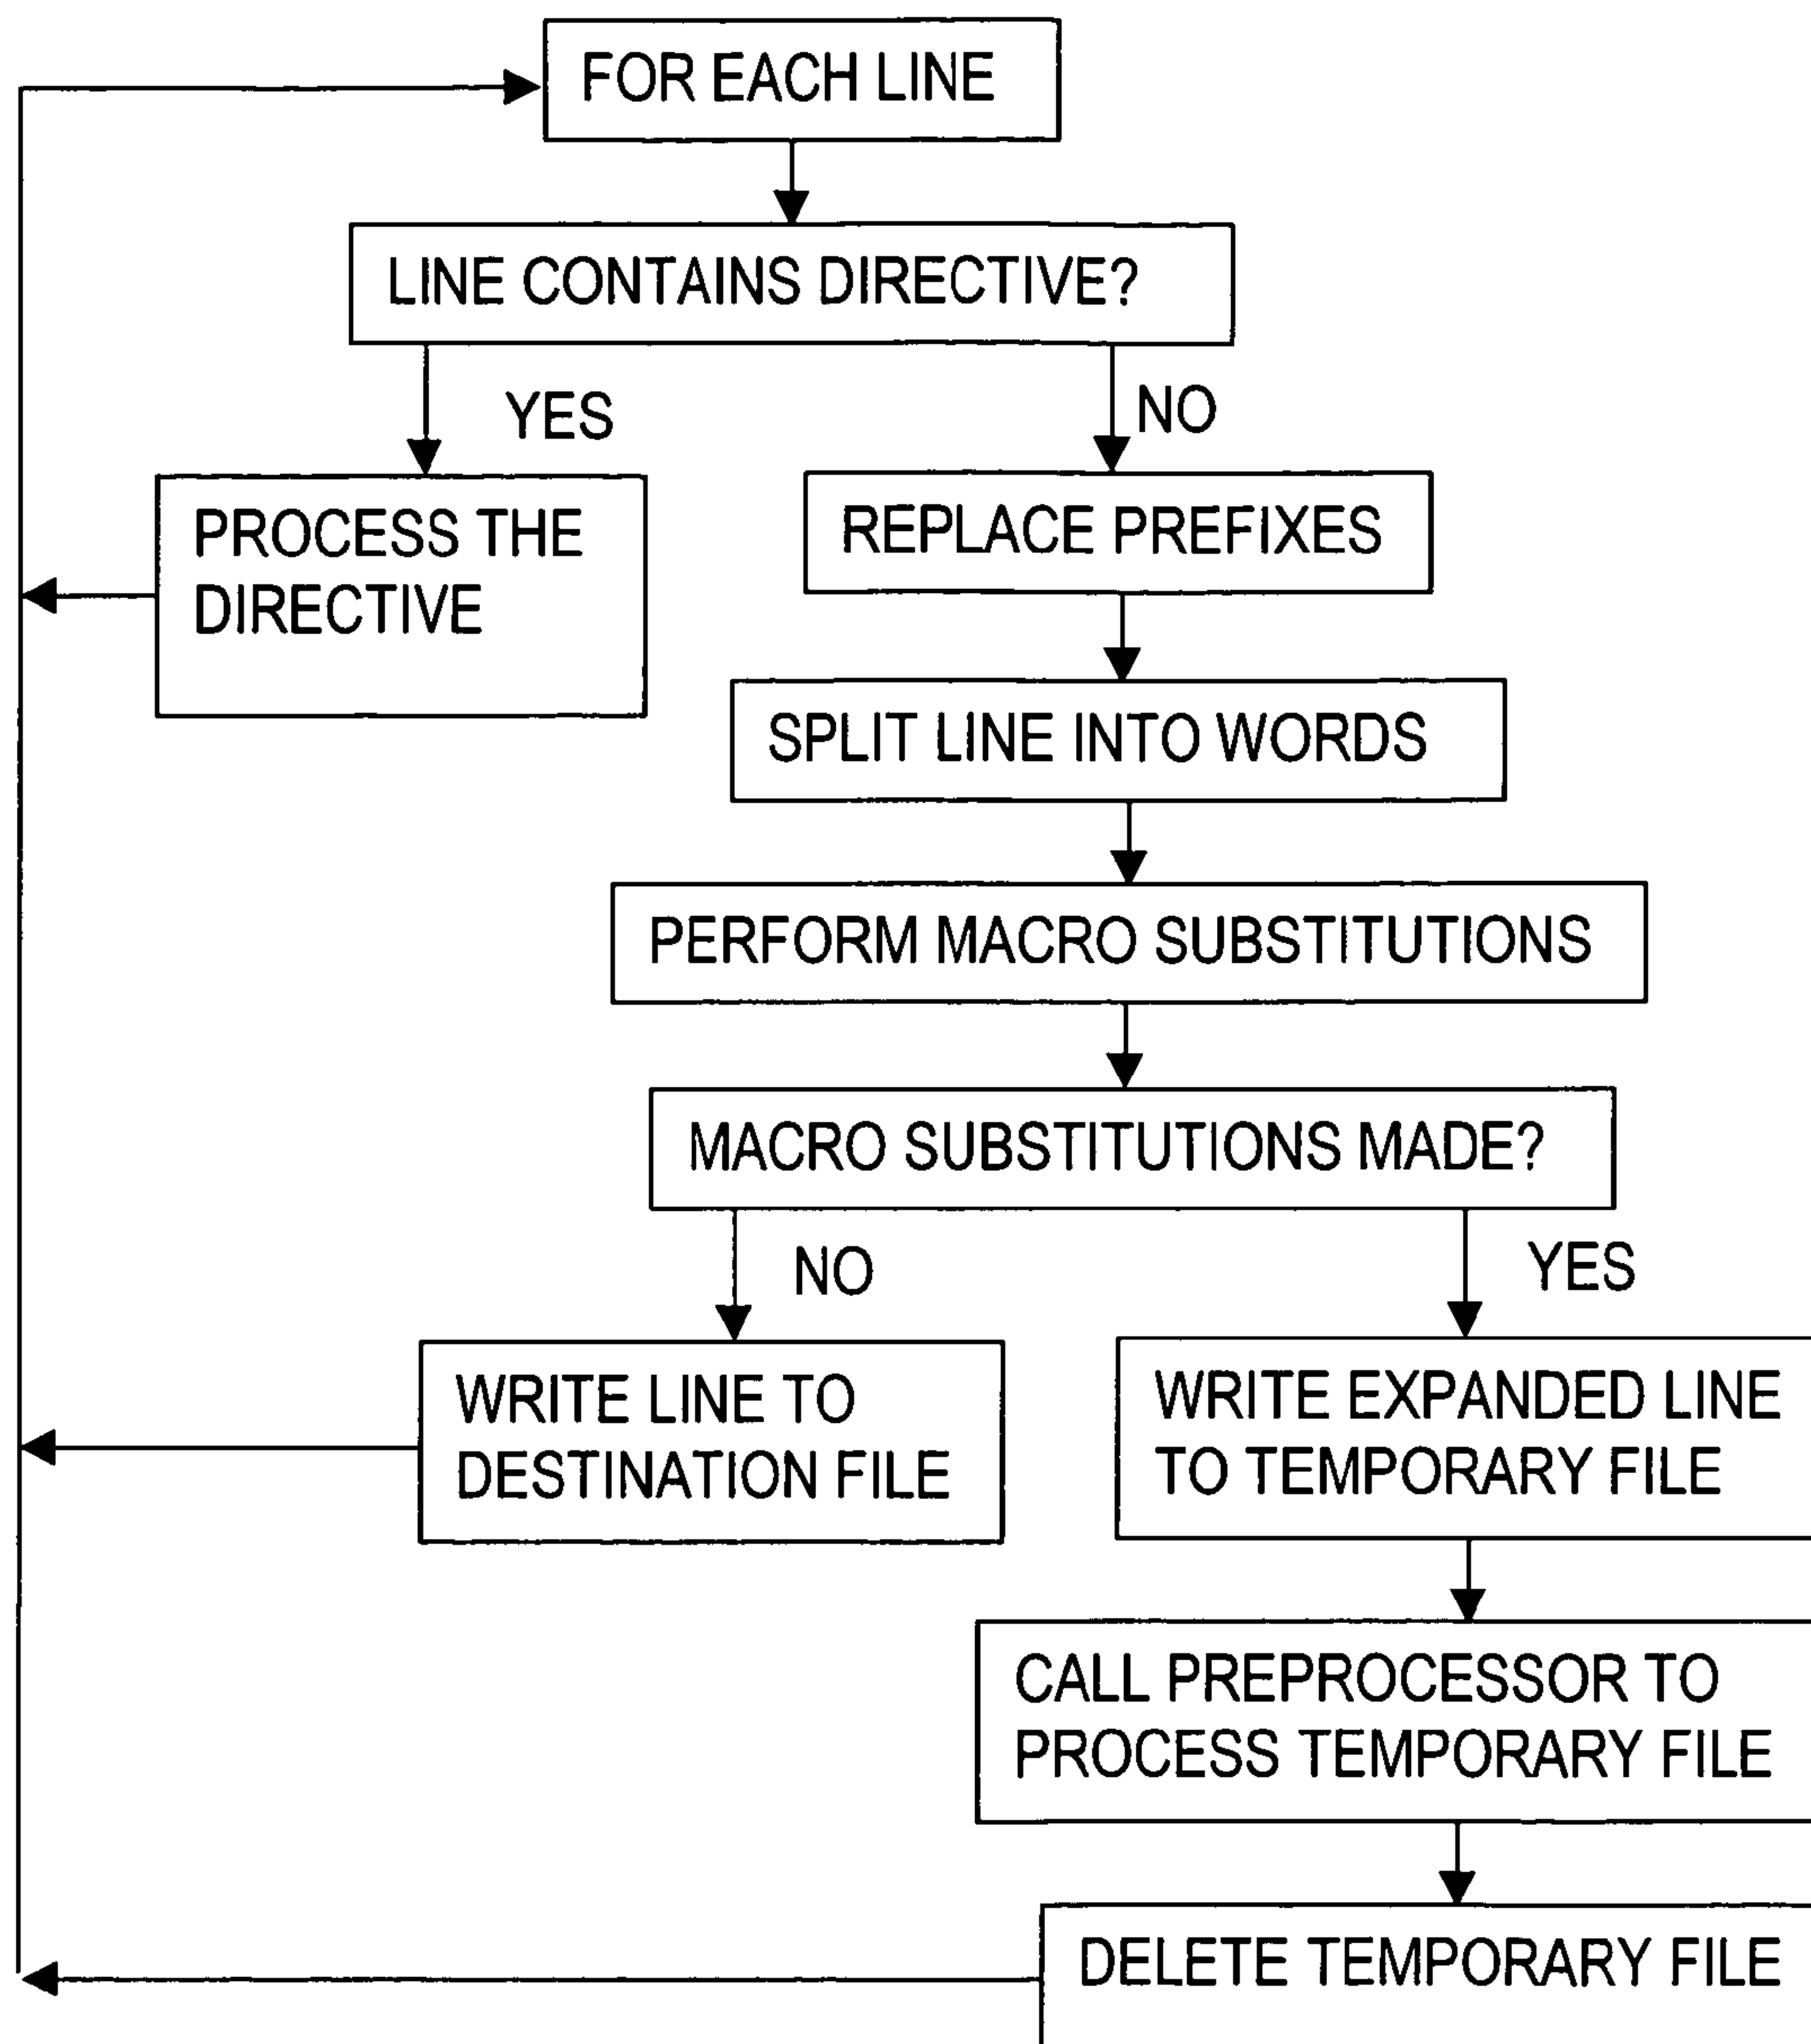 FOR EACH LINE
LINE CONTAINS DIRECTIVE?
YES
NO
PROCESS THE
DIRECTIVE
REPLACE PREFIXES
SPLIT LINE INTO WORDS
PERFORM MACRO SUBSTITUTIONS
MACRO SUBSTITUTIONS MADE?
NO
YES
WRITE LINE TO
DESTINATION FILE
WRITE EXPANDED LINE
TO TEMPORARY FILE
CALL PREPROCESSOR TO
PROCESS TEMPORARY FILE
DELETE TEMPORARY FILE